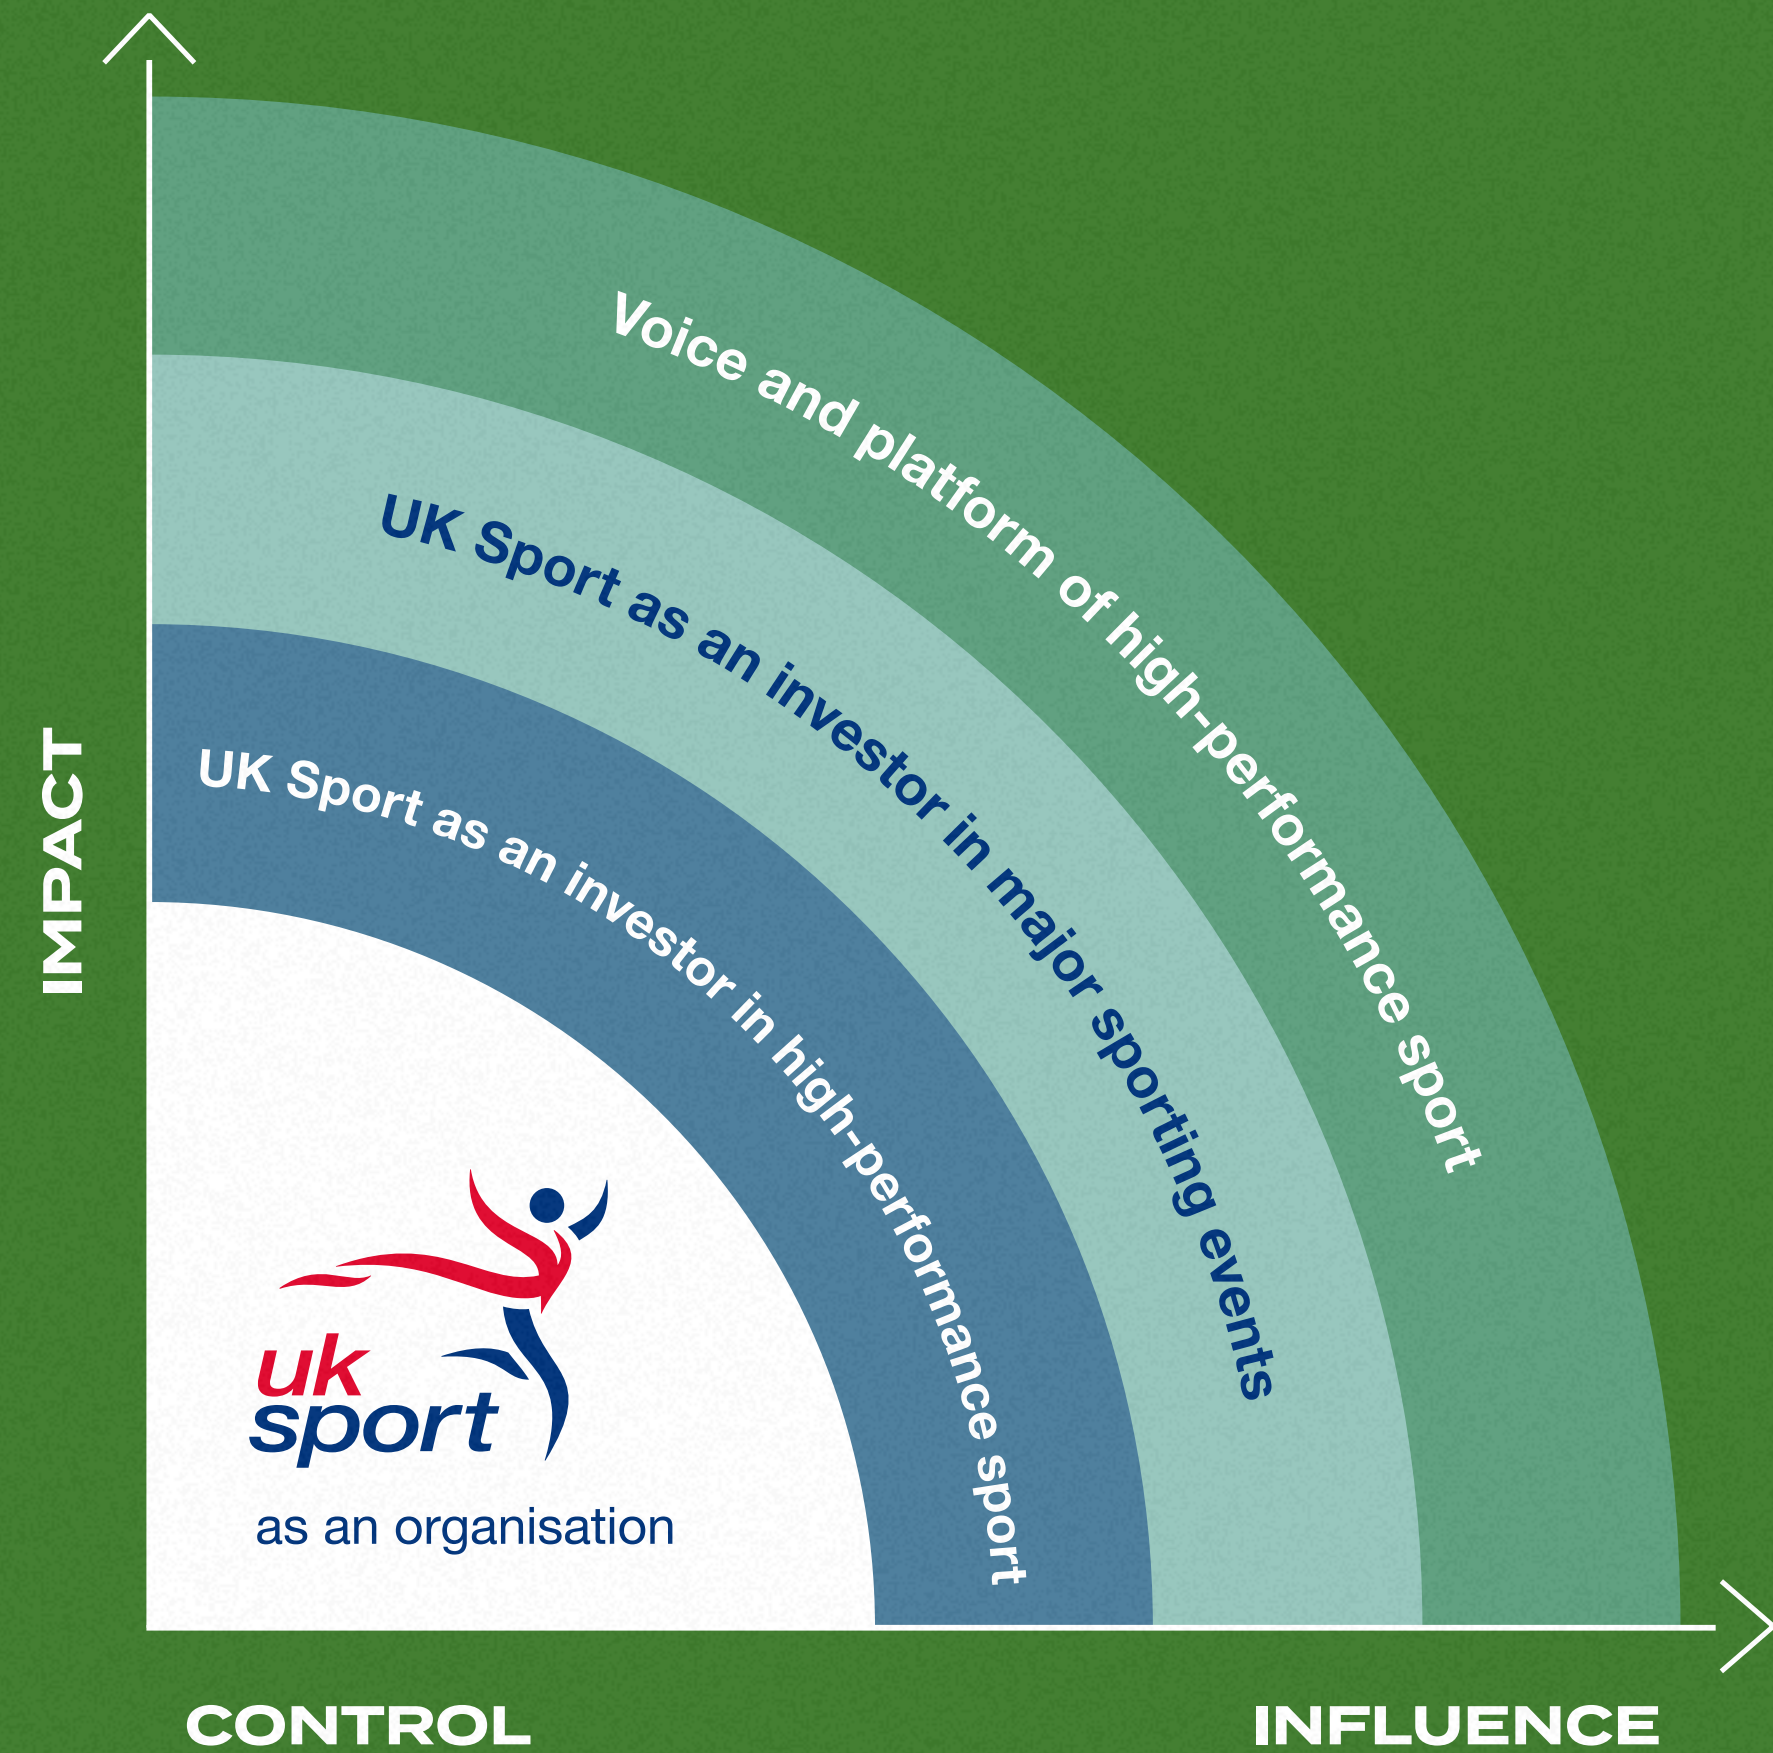 IMPACT
Voice and platform of high-performance sport
UK Sport as an investor in major sporting events
UK Sport as an investor in high-performance sport
uk
sport
as an organisation
CONTROL
INFLUENCE